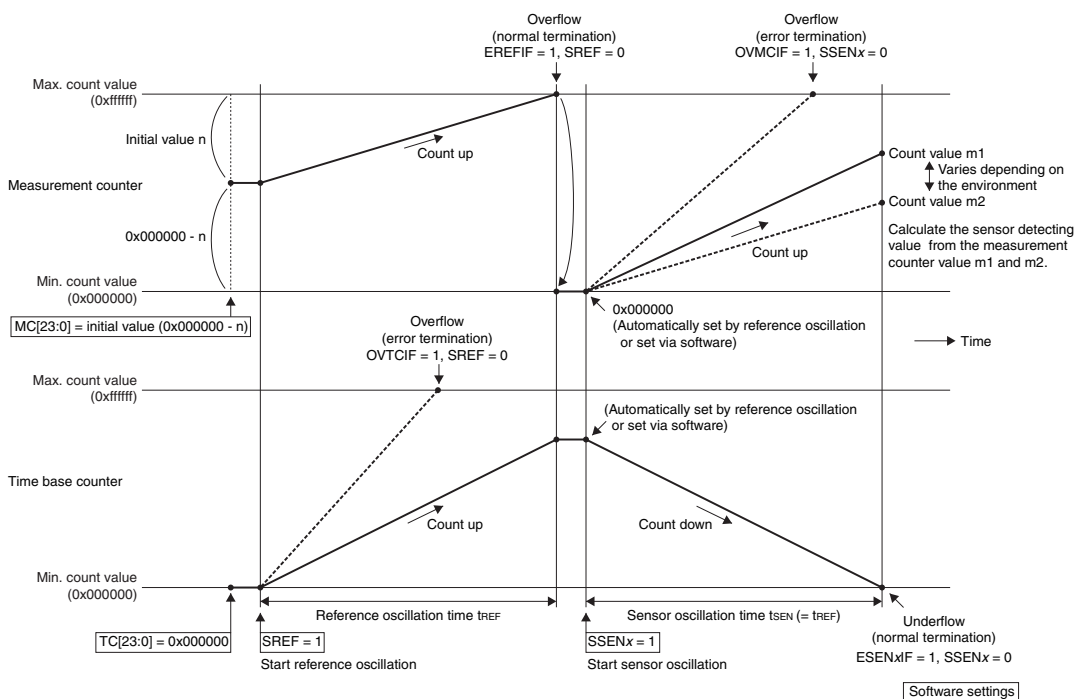 Overflow
(normal termination)
EREFIF = 1, SREF = 0
Overflow
(error termination)
OVMCIF = 1, SSENx = 0
Max. count value
(0xffffff)
Initial value n
Count up
Measurement counter
0x000000 - n
Count value m1
Varies depending on
the environment
Count value m2
Count up
Calculate the sensor detecting
value from the measurement
counter value m1 and m2.
Min. count value
(0x000000)
MC[23:0] = initial value (0x000000 - n)
0x000000
(Automatically set by reference oscillation
or set via software)
Time
Overflow
(error termination)
OVTCIF = 1, SREF = 0
Max. count value
(0xffffff)
(Automatically set by reference oscillation
or set via software)
Time base counter
Count up
Count down
Min. count value
(0x000000)
Reference oscillation time tREF
Sensor oscillation time tSEN (= tREF)
TC[23:0] = 0x000000
SREF = 1
Start reference oscillation
SSENx = 1
Start sensor oscillation
Underflow
(normal termination)
ESENxIF = 1, SSENx = 0
Software settings